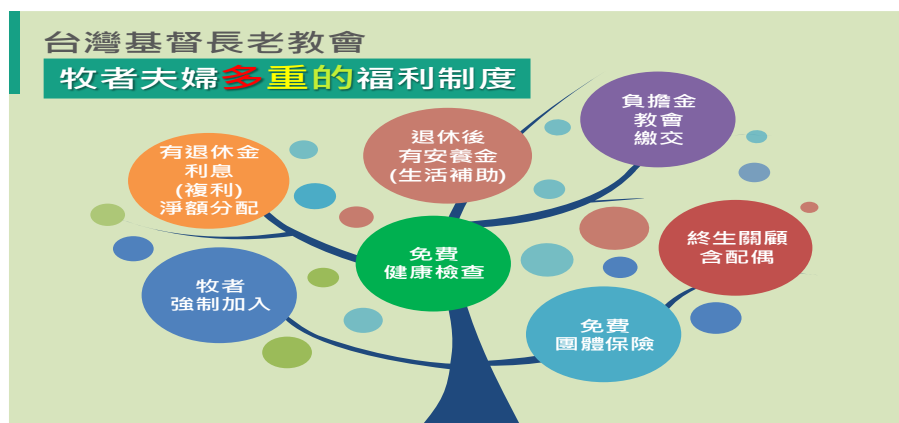 台灣基督長老教會
牧者夫婦多重的福利制度
負擔金
教會
繳交
退休後
有安養金
(生活補助)
有退休金
利息
(複利)
淨額分配
終生關顧
含配偶
免費
健康檢查
牧者
強制加入
免費
團體保險